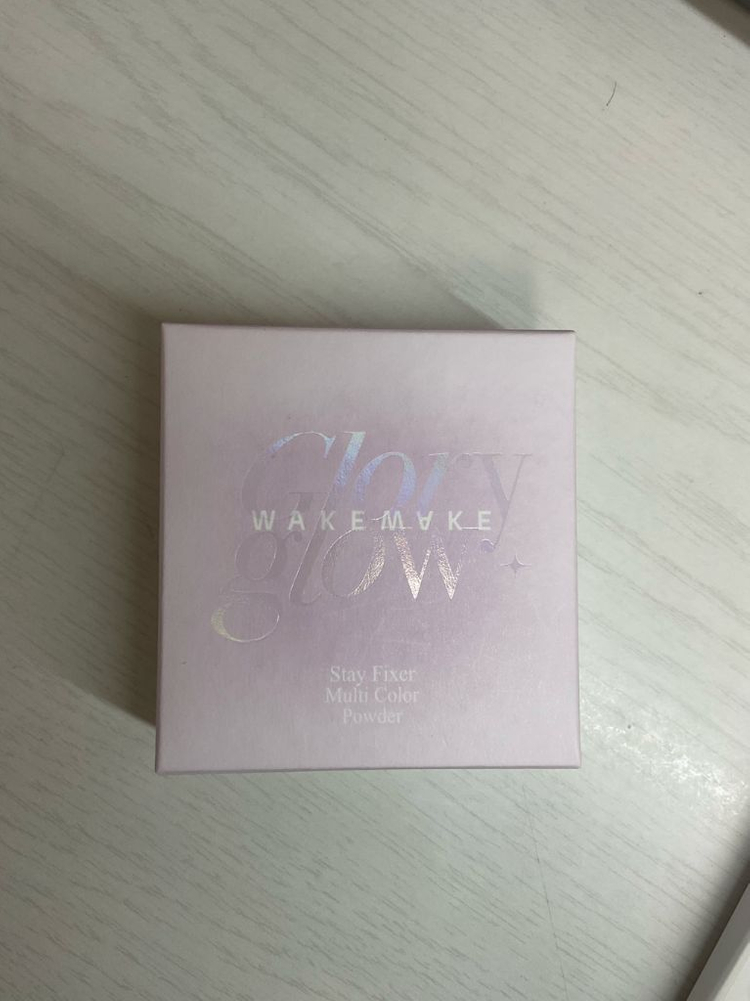 Glory
WAKEMAKE
glow
Stay Fixer
Multi Color
Powder